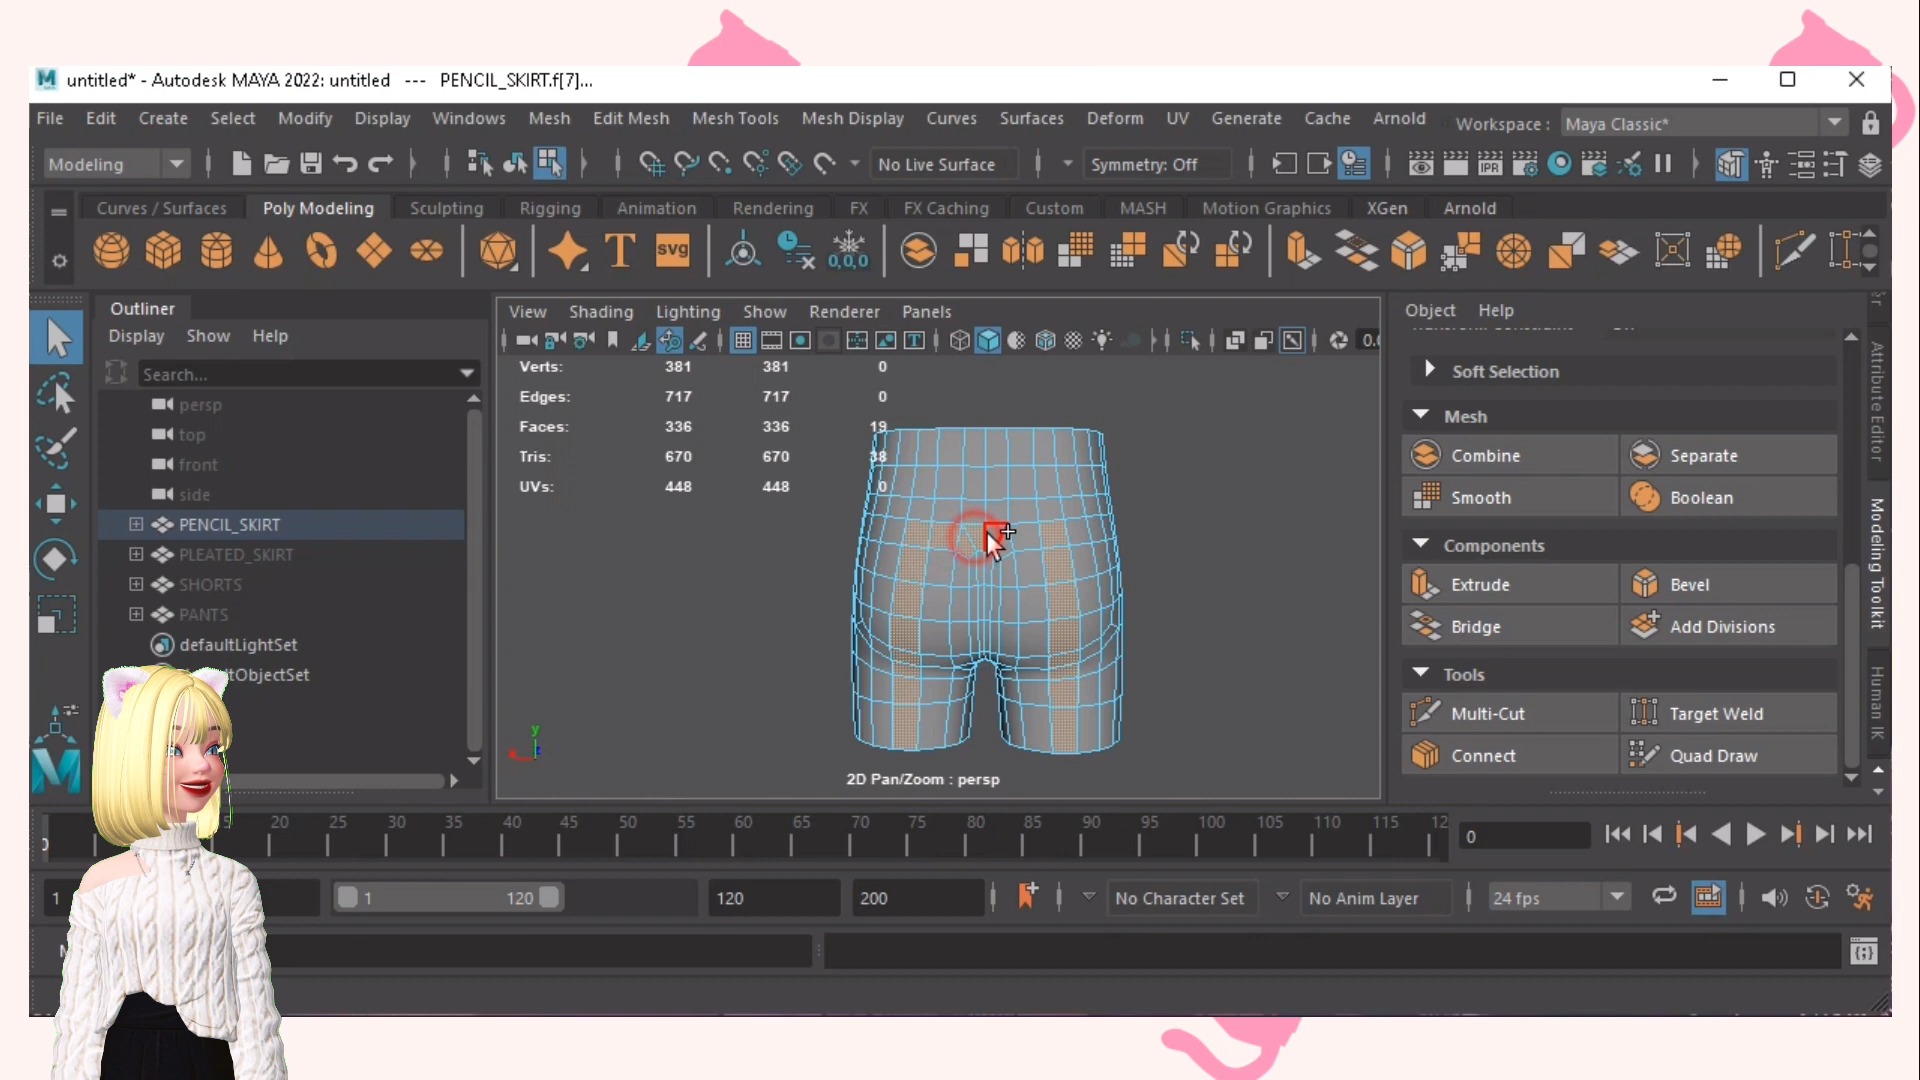 untitled* - Autodesk MAYA 2022: untitled --- PENCIL_SKIRT.f[7]...
File Edit Create Select Modify Display Windows Mesh Edit Mesh Mesh Tools Mesh Display Curves Surfaces Deform UV Generate Cache Arnold Workspace : Maya Classic*
Modeling No Live Surface Symmetry: Off IPR
Curves / Surfaces Poly Modeling Sculpting Rigging Animation Rendering FX FX Caching Custom MASH Motion Graphics XGen Arnold
T SVG 0,0,0
Outliner
Display Show Help
Search...
persp
top
front
side
PENCIL_SKIRT
PLEATED_SKIRT
SHORTS
PANTS
defaultLightSet
tObjectSet
View Shading Lighting Show Renderer Panels
0.
Verts: 381 381 0
Edges: 717 717 0
Faces: 336 336 19
Tris: 670 670 38
UVs: 448 448 0
y
2D Pan/Zoom : persp
Object Help
Soft Selection
Mesh
Combine Separate
Smooth Boolean
Components
Extrude Bevel
Bridge Add Divisions
Tools
Multi-Cut Target Weld
Connect Quad Draw
Attribute Editor
Modeling Toolkit
Human IK
20 25 30 35 40 45 50 55 60 65 70 75 80 85 90 95 100 105 110 115 12
0
1 1 120 120 200 No Character Set No Anim Layer 24 fps